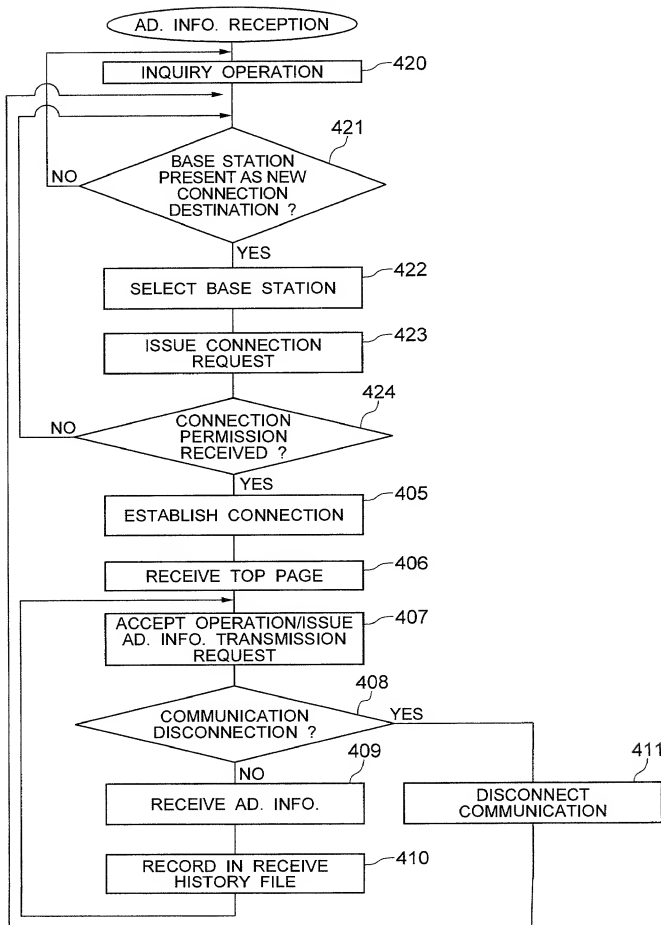 AD. INFO. RECEPTION
INQUIRY OPERATION
420
421
BASE STATION
PRESENT AS NEW
CONNECTION
DESTINATION ?
NO
YES
422
SELECT BASE STATION
423
ISSUE CONNECTION
REQUEST
424
CONNECTION
PERMISSION
RECEIVED ?
NO
YES
405
ESTABLISH CONNECTION
406
RECEIVE TOP PAGE
407
ACCEPT OPERATION/ISSUE
AD. INFO. TRANSMISSION
REQUEST
408
COMMUNICATION
DISCONNECTION ?
YES
NO
409
RECEIVE AD. INFO.
411
DISCONNECT
COMMUNICATION
410
RECORD IN RECEIVE
HISTORY FILE